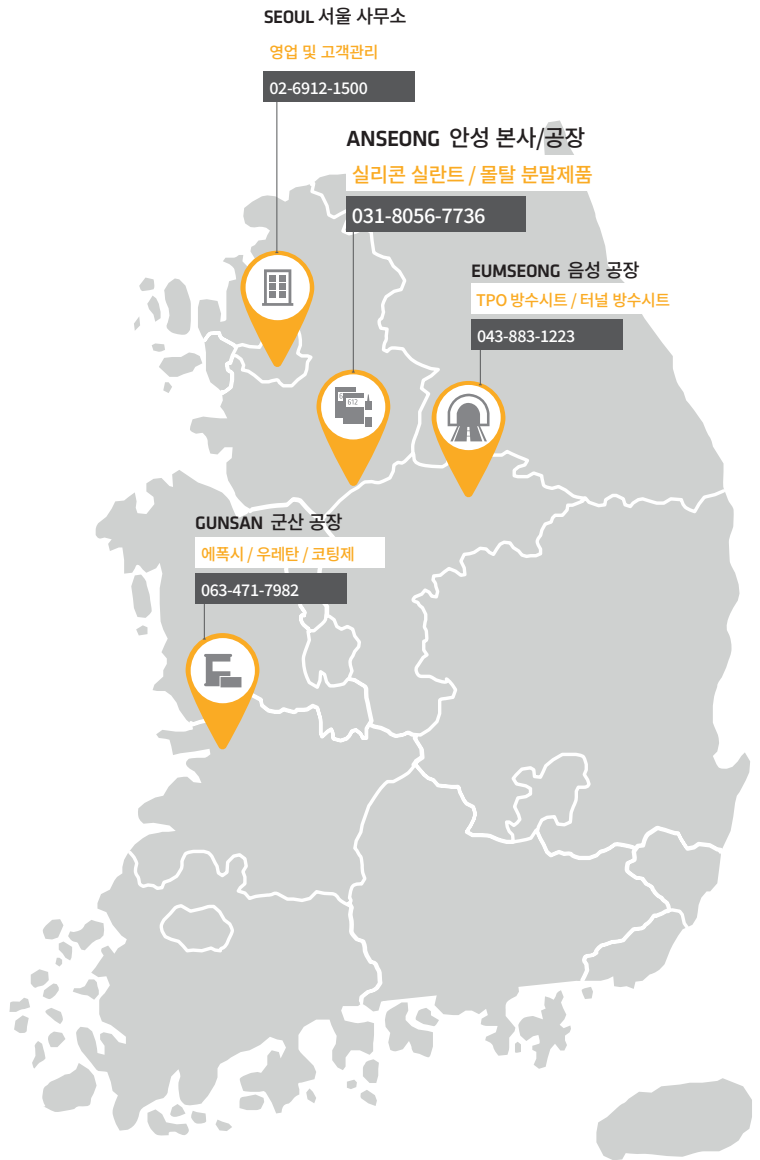 SEOUL 서울 사무소
영업 및 고객관리
02-6912-1500
ANSEONG 안성 본사/공장
실리콘 실란트 / 몰탈 분말제품
031-8056-7736
EUMSEONG 음성 공장
TPO 방수시트 / 터널 방수시트
043-883-1223
612
GUNSAN 군산 공장
에폭시 / 우레탄 / 코팅제
063-471-7982